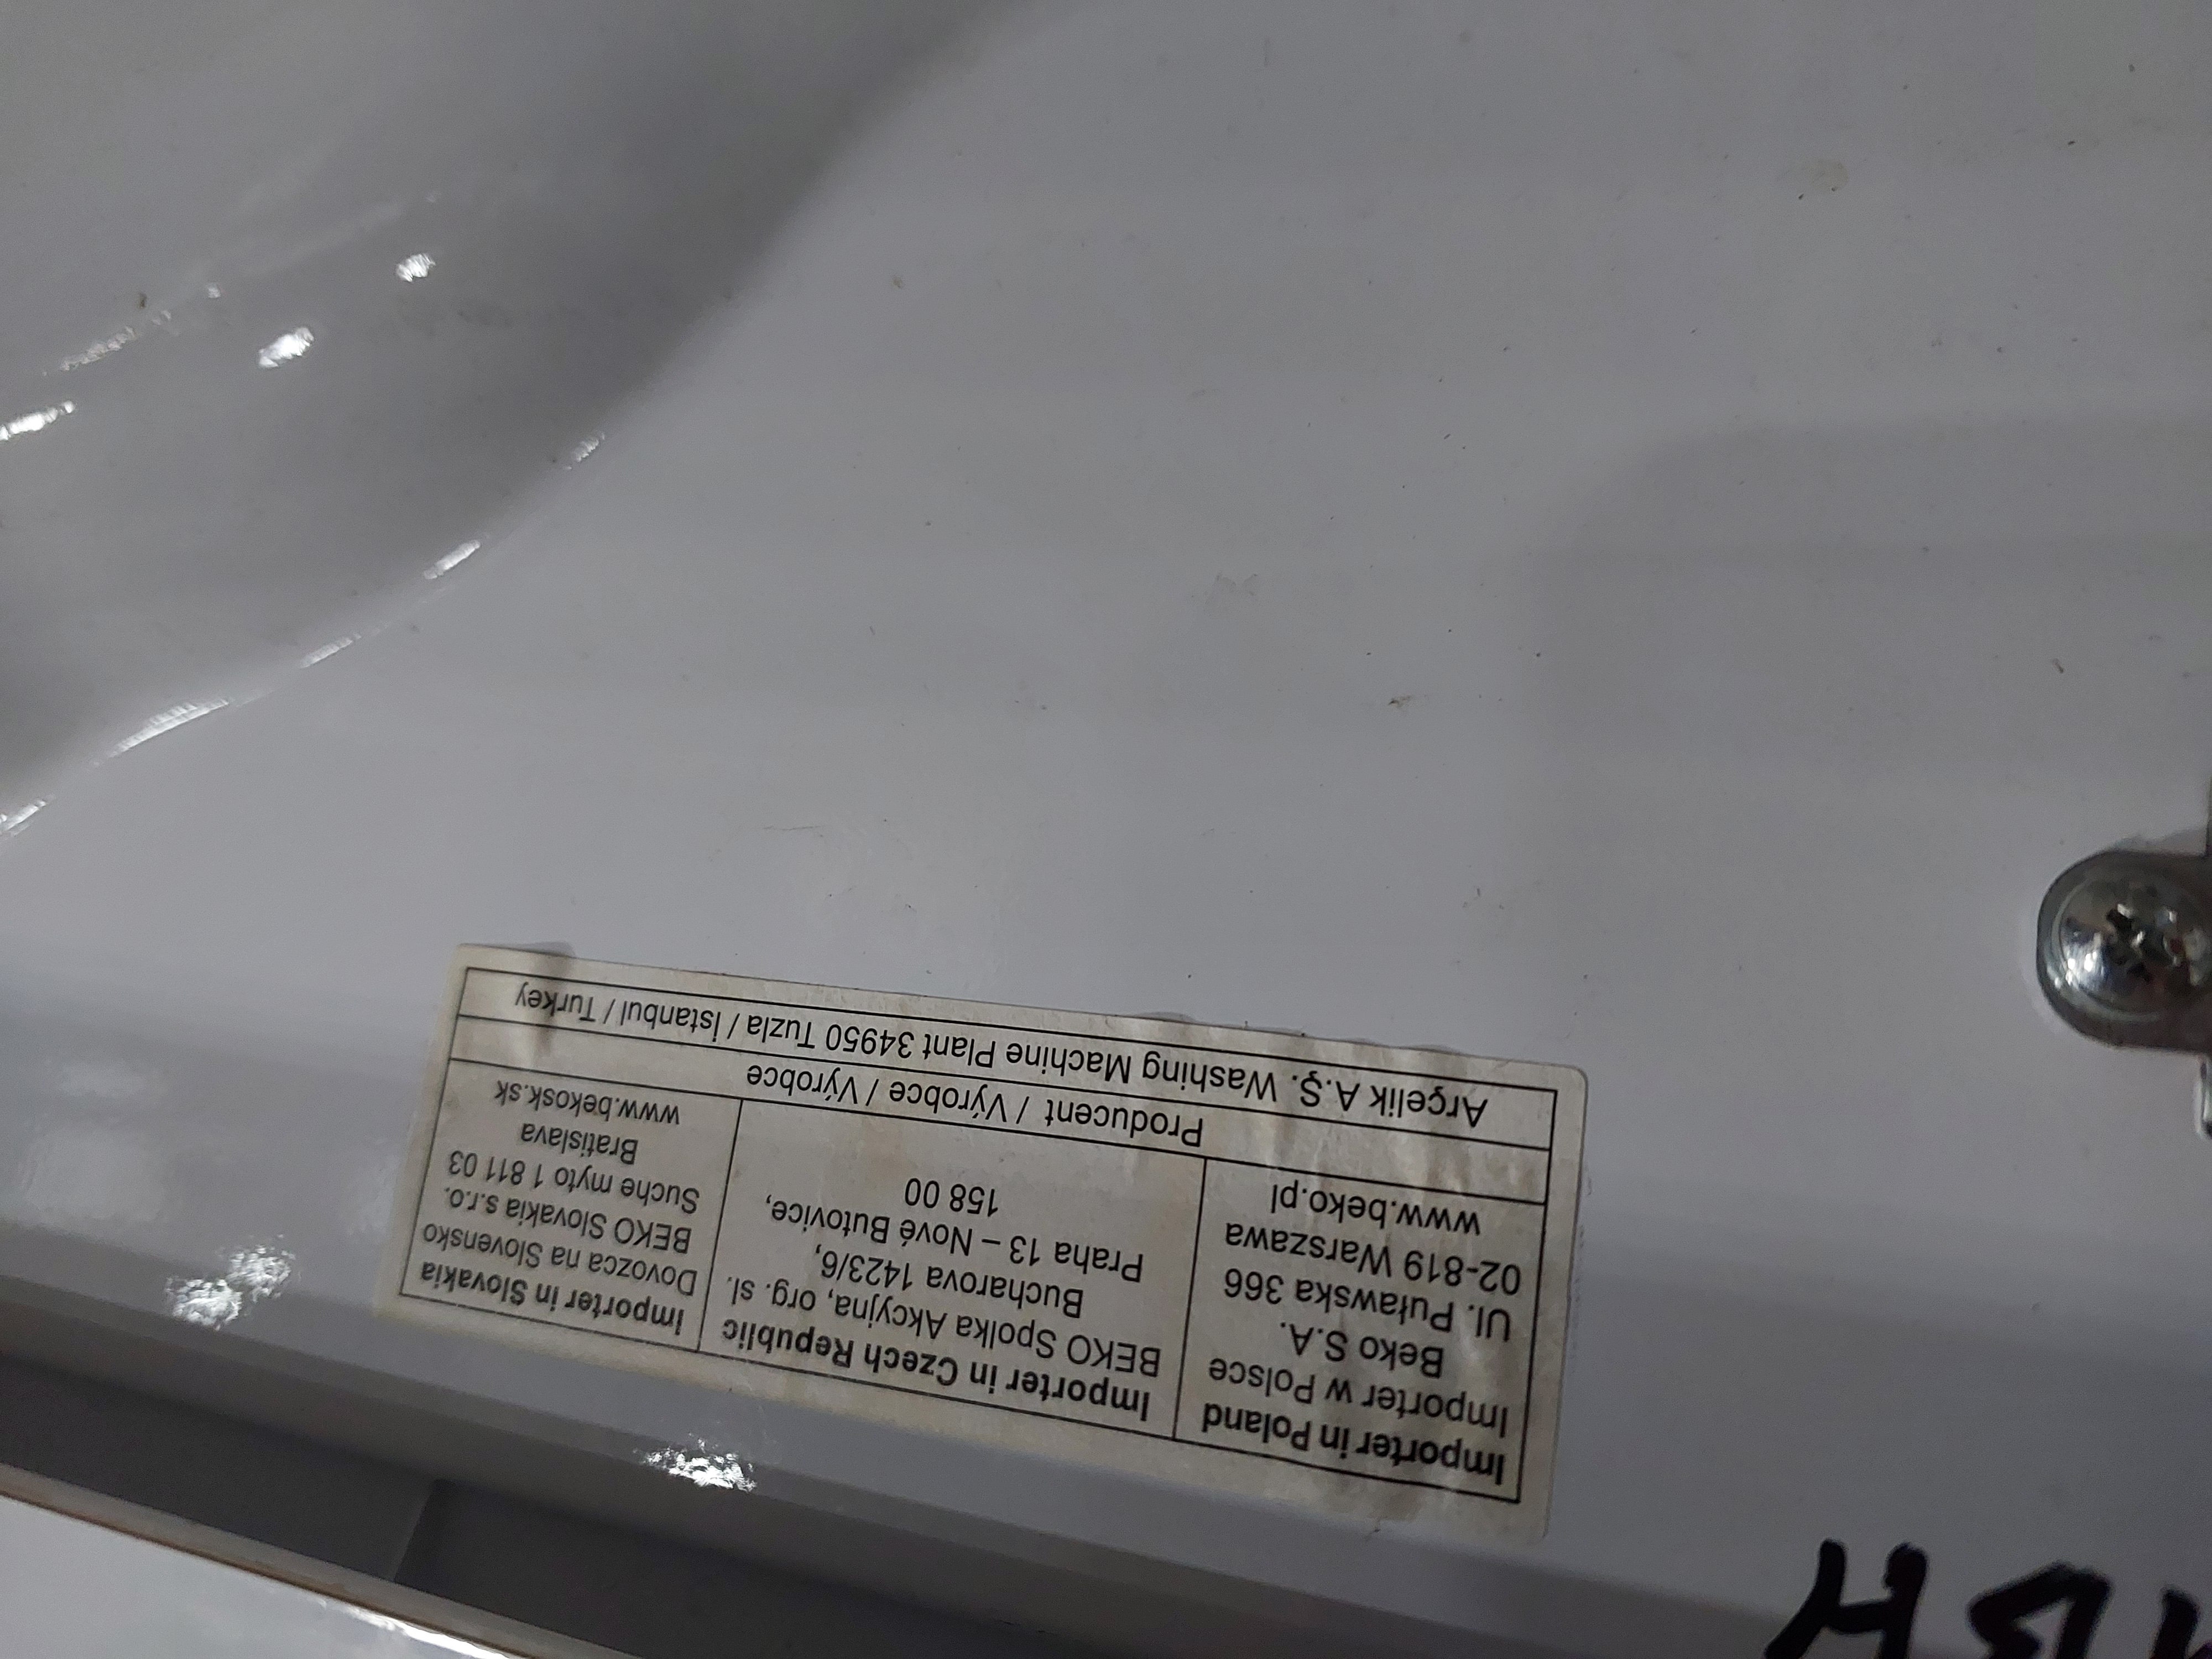 Importer in Poland
Importer w Polsce
Beko S.A.
Ul. Puławska 366
02-819 Warszawa
www.beko.pl
Importer in Czech Republic
BEKO Spolka Akcyjna, org. sl.
Bucharova 1423/6,
Praha 13 – Nové Butovice,
158 00
Importer in Slovakia
Dovozca na Slovensko
BEKO Slovakia s.r.o.
Suche myto 1 811 03
Bratislava
www.bekosk.sk
Producent / Výrobce / Výrobce
Arçelik A.Ş. Washing Machine Plant 34950 Tuzla / İstanbul / Turkey